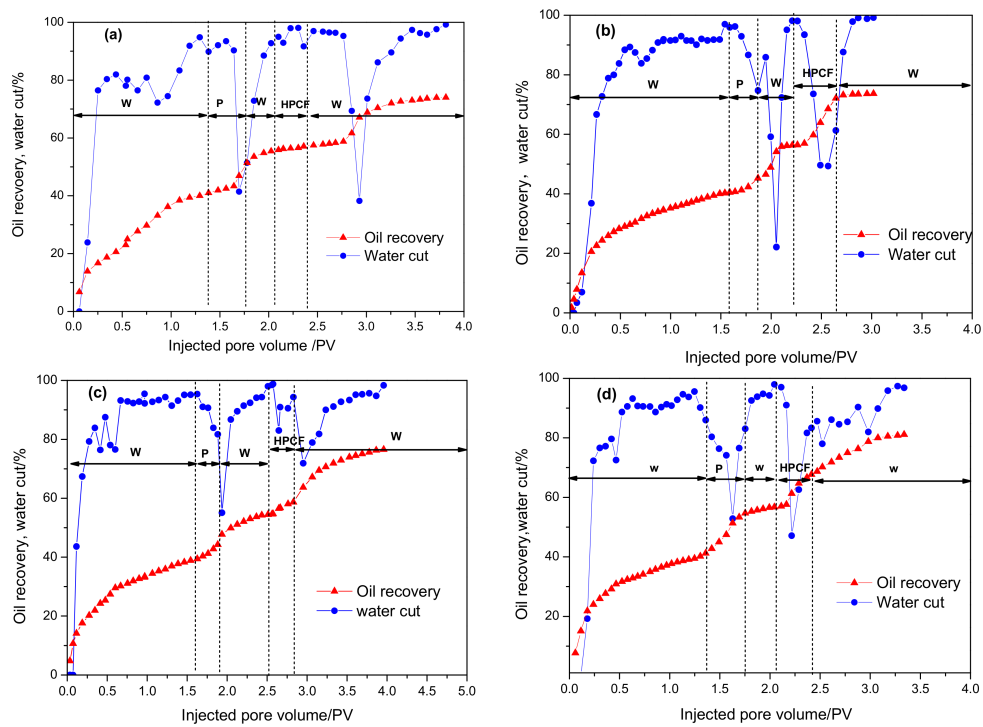 (a)
100
80
60
40
20
0
Oil recvoery, water cut/%
W
P
W
HPCF
W
Oil recovery
Water cut
0.0 0.5 1.0 1.5 2.0 2.5 3.0 3.5 4.0
Injected pore volume /PV
(b)
100
80
60
40
20
0
Oil recovery, water cut/%
W
P
W
HPCF
W
Oil recovery
Water cut
0.0 0.5 1.0 1.5 2.0 2.5 3.0 3.5 4.0
Injected pore volume/PV
(c)
100
80
60
40
20
0
Oil recovery, water cut/%
W
P
W
HPCF
W
Oil recovery
water cut
0.0 0.5 1.0 1.5 2.0 2.5 3.0 3.5 4.0 4.5 5.0
Injected pore volume/PV
(d)
100
80
60
40
20
Oil recovery,water cut/%
w
P
w
HPCF
w
Oil recovery
Water cut
0.0 0.5 1.0 1.5 2.0 2.5 3.0 3.5 4.0
Injected pore volume/PV